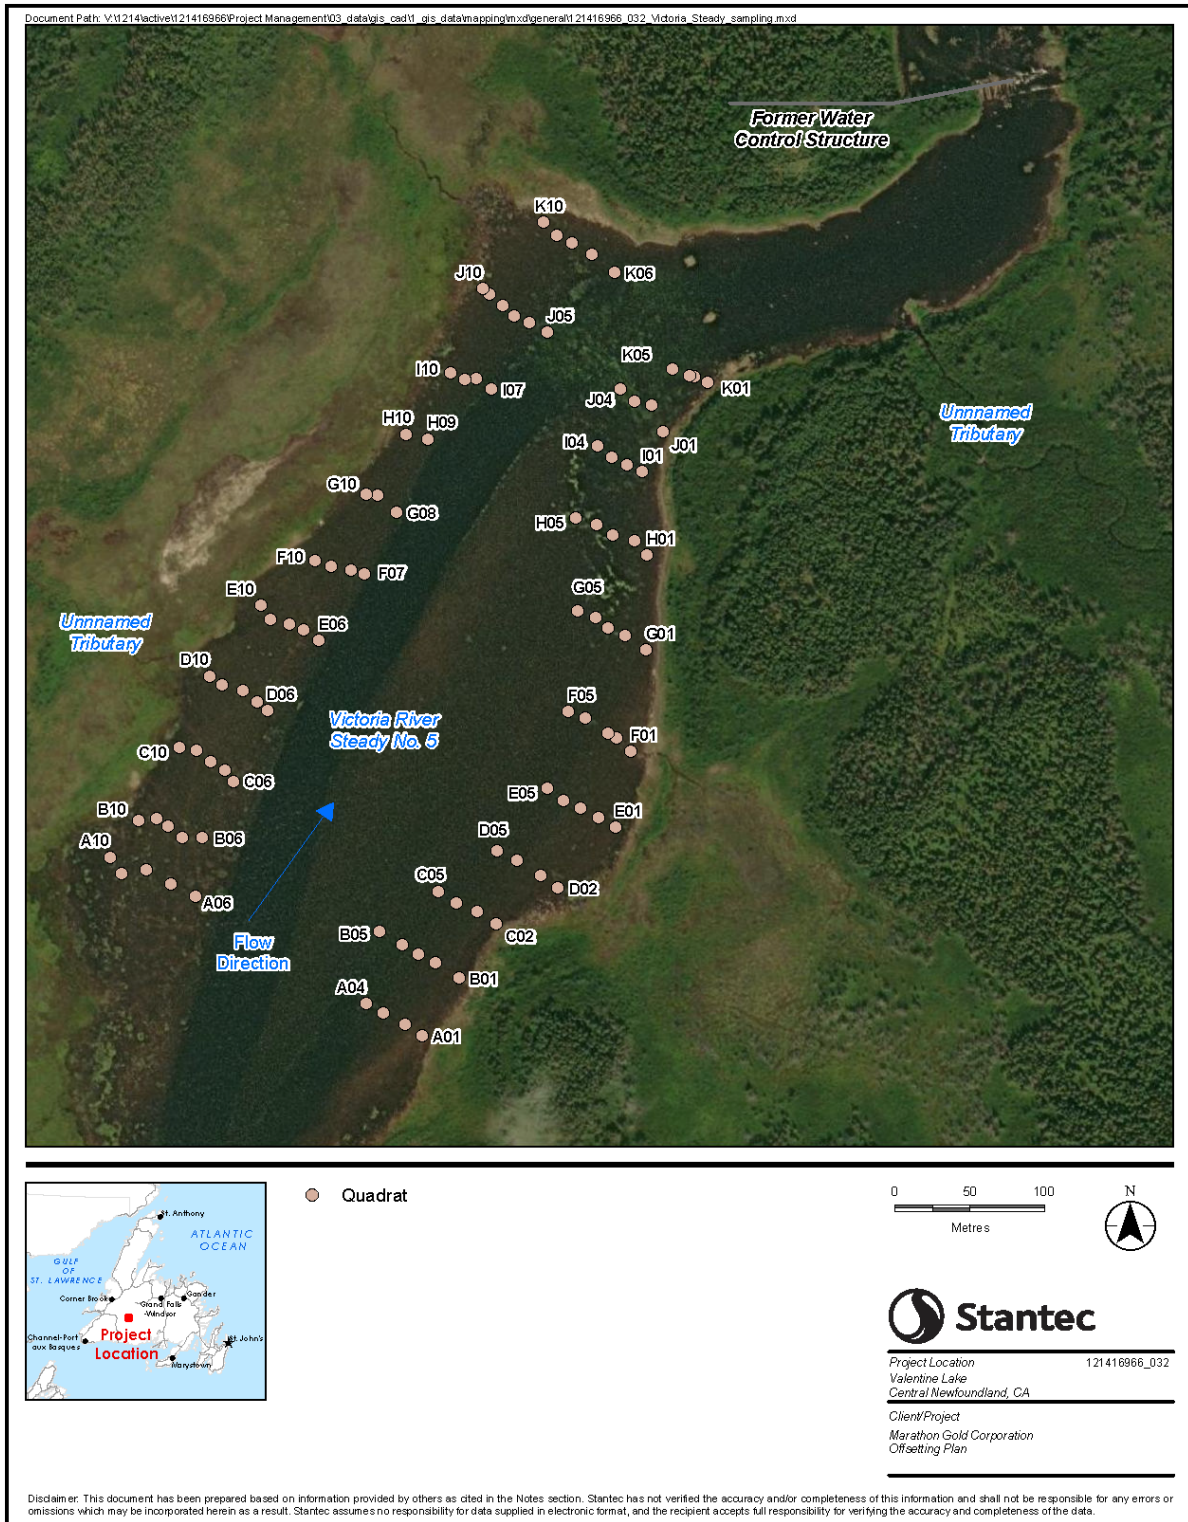 Document Path: V:\1214\active\121416966\Project Management\03_data\gis_cad\1_gis_data\mapping\mxd\general\121416966_032_Victoria_Steady_sampling.mxd
Former Water
Control Structure
K10
K06
J10
J05
K05
K01
I10
I07
J04
J01
Unnnamed
Tributary
H10
H09
I04
I01
G10
G08
H05
H01
F10
F07
E10
E06
G05
G01
Unnnamed
Tributary
D10
D06
F05
F01
Victoria River
Steady No. 5
C10
C06
E05
E01
B10
B06
D05
D02
A10
A06
C05
C02
B05
B01
Flow
Direction
A04
A01
St. Anthony
ATLANTIC
OCEAN
GULF
OF
ST. LAWRENCE
Corner Brook
Grand Falls
-Windsor
Gander
Channel-Port
aux Basques
Project
Location
St. John's
Marystown
Quadrat
0 50 100
Metres
N
Stantec
Project Location 121416966_032
Valentine Lake
Central Newfoundland, CA
Client/Project
Marathon Gold Corporation
Offsetting Plan
Disclaimer: This document has been prepared based on information provided by others as cited in the Notes section. Stantec has not verified the accuracy and/or completeness of this information and shall not be responsible for any errors or
omissions which may be incorporated herein as a result. Stantec assumes no responsibility for data supplied in electronic format, and the recipient accepts full responsibility for verifying the accuracy and completeness of the data.